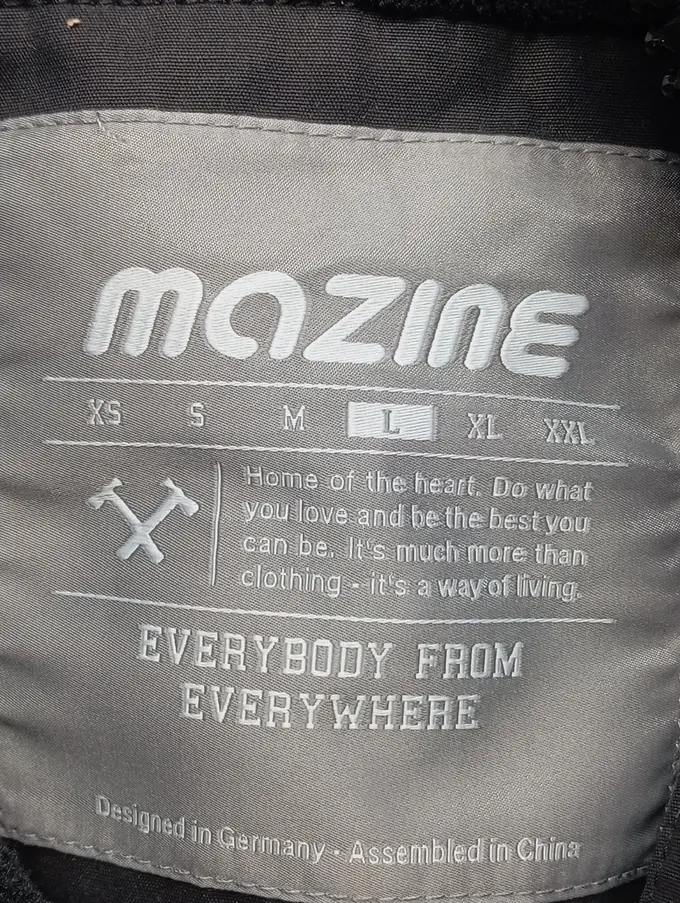 mazine
XS S M L XL XXL
Home of the heart. Do what
you love and be the best you
can be. It's much more than
clothing - it's a way of living.
EVERYBODY FROM
EVERYWHERE
Designed in Germany - Assembled in China